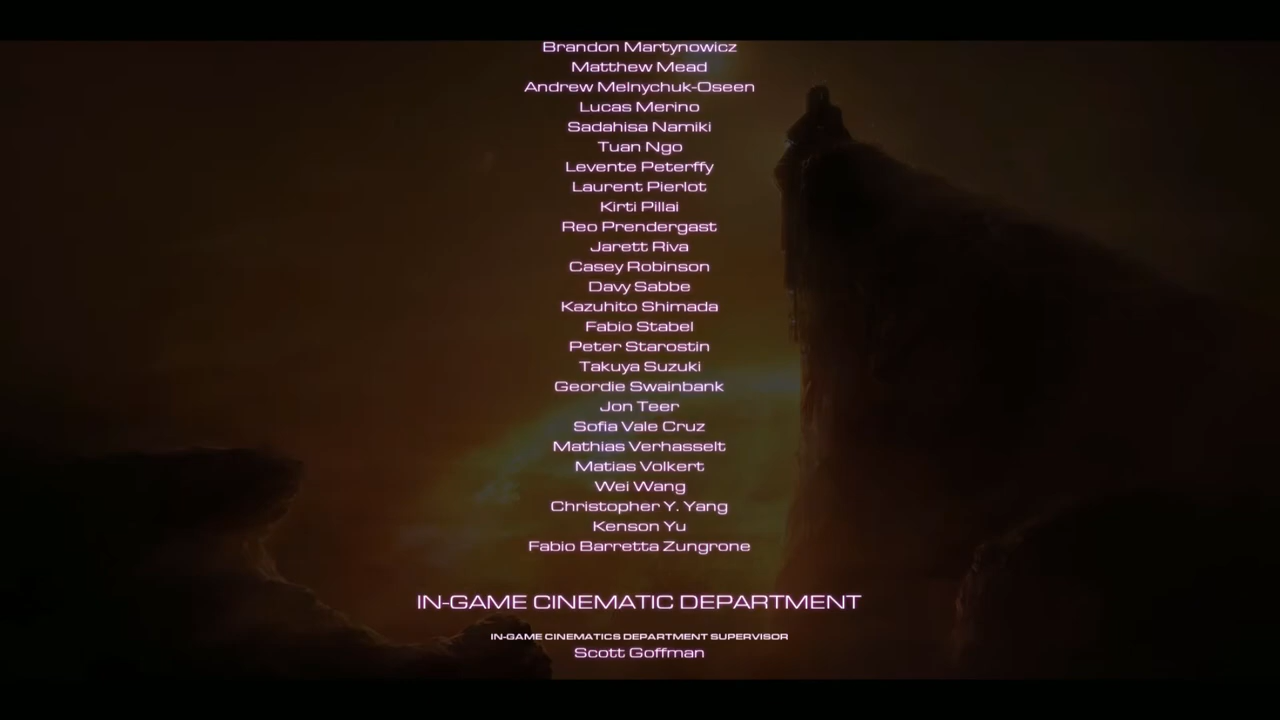 Brandon Martynowicz
Matthew Mead
Andrew Melnychuk-Oseen
Lucas Merino
Sadahisa Namiki
Tuan Ngo
Levente Peterffy
Laurent Pierlot
Kirti Pillai
Reo Prendergast
Jarett Riva
Casey Robinson
Davy Sabbe
Kazuhito Shimada
Fabio Stabel
Peter Starostin
Takuya Suzuki
Geordie Swainbank
Jon Teer
Sofia Vale Cruz
Mathias Verhasselt
Matias Volkert
Wei Wang
Christopher Y. Yang
Kenson Yu
Fabio Barretta Zungrone
IN-GAME CINEMATIC DEPARTMENT
IN-GAME CINEMATICS DEPARTMENT SUPERVISOR
Scott Goffman